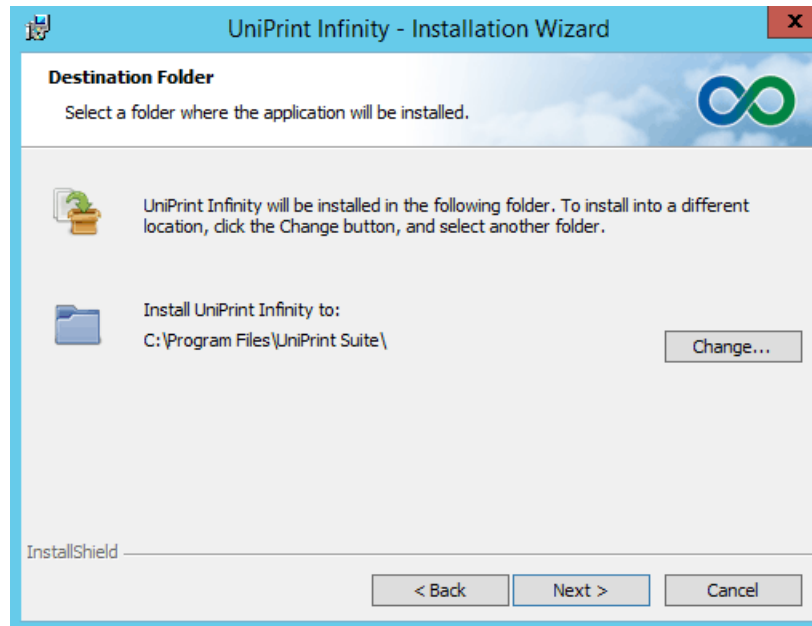 UniPrint Infinity - Installation Wizard
x
Destination Folder
Select a folder where the application will be installed.
UniPrint Infinity will be installed in the following folder. To install into a different
location, click the Change button, and select another folder.
Install UniPrint Infinity to:
C:\Program Files\UniPrint Suite\
Change...
InstallShield
< Back
Next >
Cancel